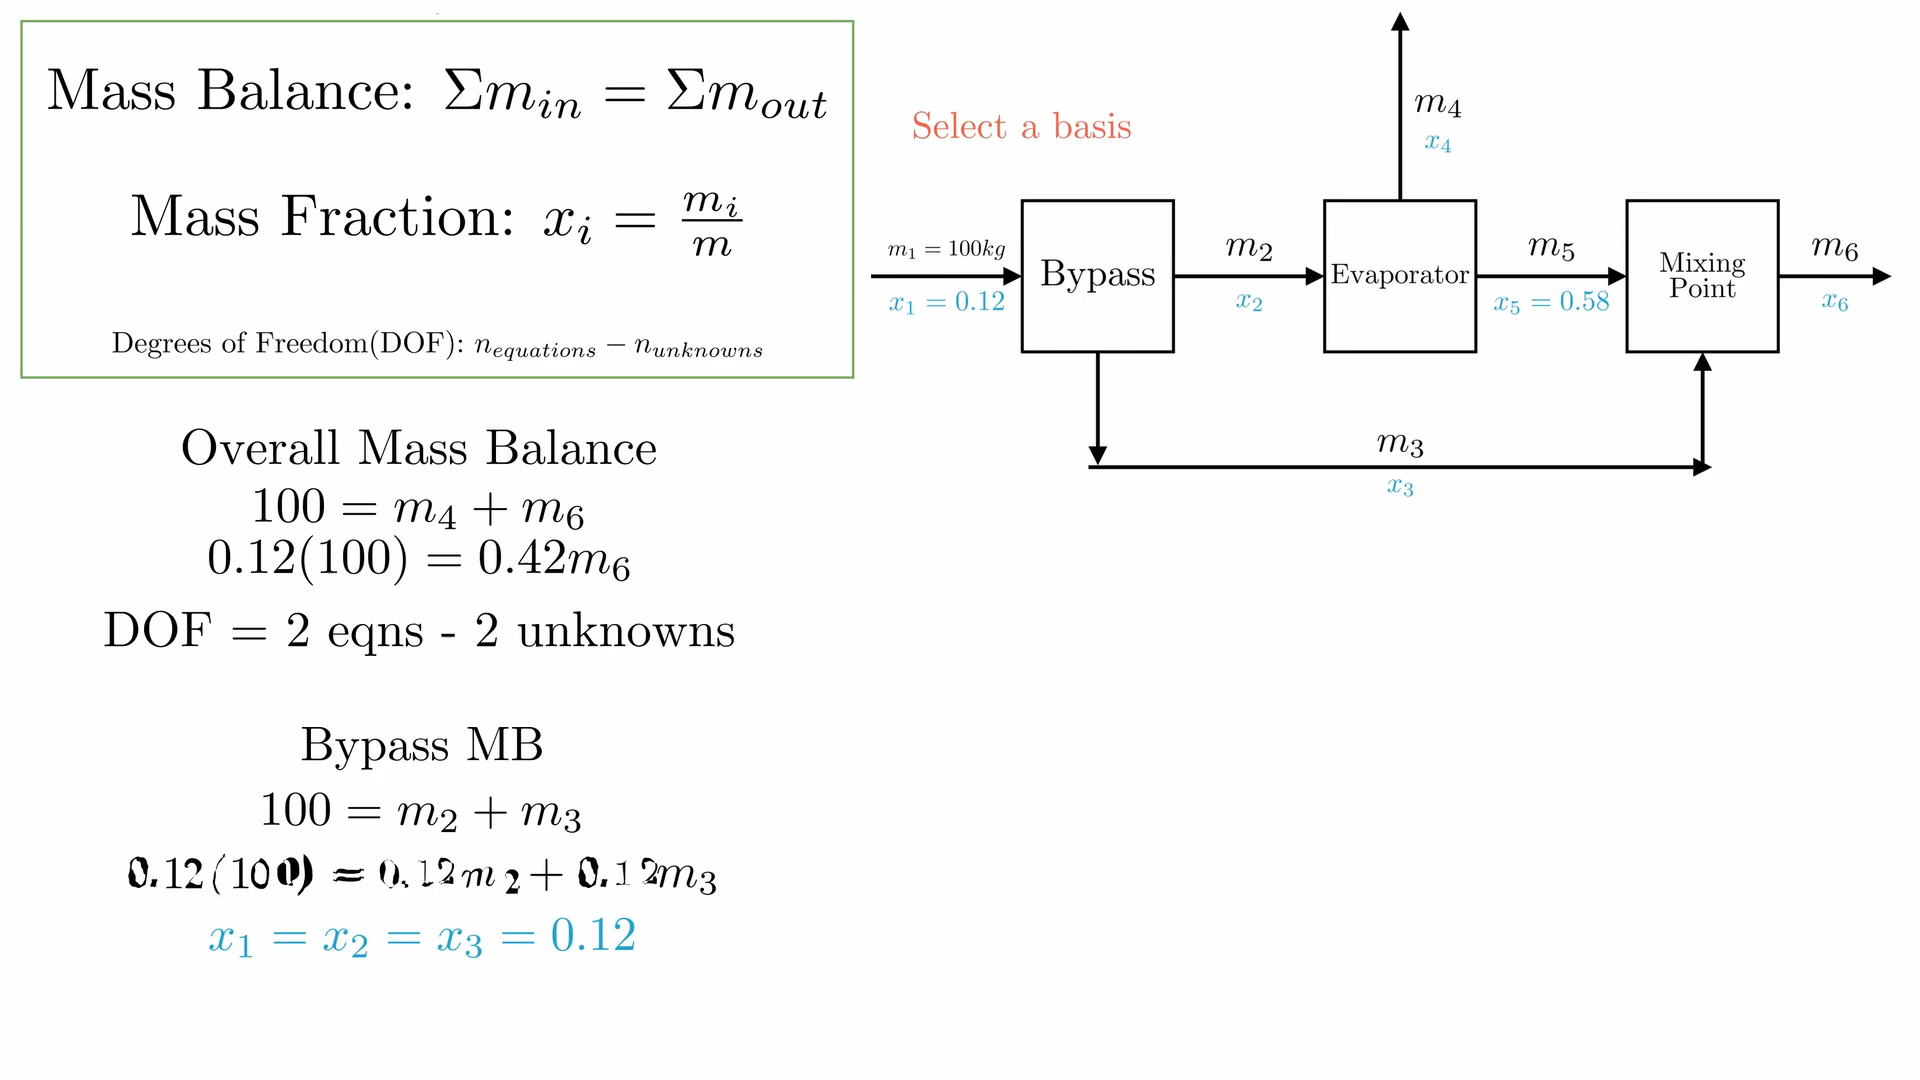 Mass Balance: Σm_in = Σm_out
Mass Fraction: x_i = m_i/m
Degrees of Freedom(DOF): n_equations − n_unknowns
Overall Mass Balance
100 = m_4 + m_6
0.12(100) = 0.42m_6
DOF = 2 eqns - 2 unknowns
Bypass MB
100 = m_2 + m_3
0.12(100) = 0.12m_2 + 0.12m_3
x_1 = x_2 = x_3 = 0.12
Select a basis
m_4
x_4
m_1 = 100kg
x_1 = 0.12
Bypass
m_2
x_2
Evaporator
m_5
x_5 = 0.58
Mixing
Point
m_6
x_6
m_3
x_3